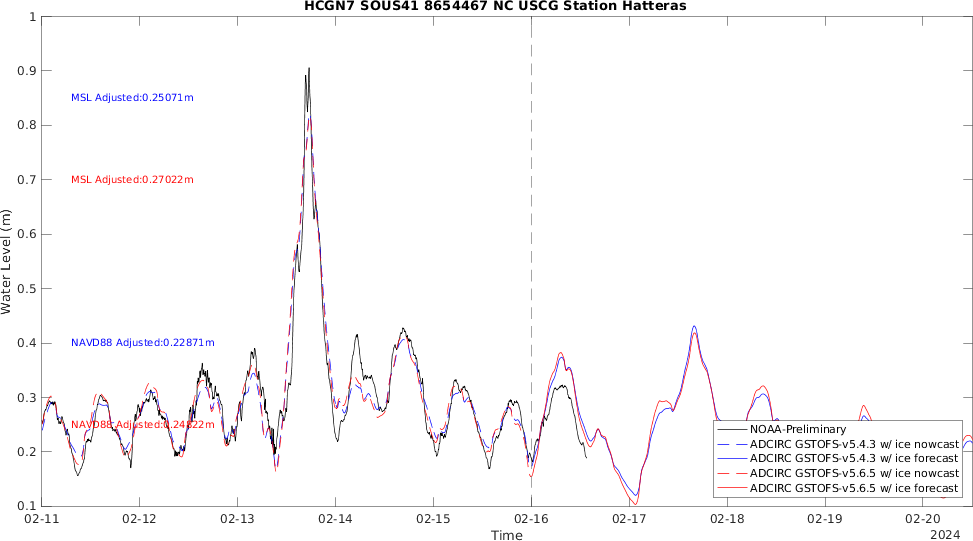 HCGN7 SOUS41 8654467 NC USCG Station Hatteras
1
0.9
0.8
0.7
0.6
0.5
0.4
0.3
0.2
0.1
Water Level (m)
MSL Adjusted:0.25071m
MSL Adjusted:0.27022m
NAVD88 Adjusted:0.22871m
NAVD88 Adjusted:0.24822m
NOAA-Preliminary
ADCIRC GSTOFS-v5.4.3 w/ ice nowcast
ADCIRC GSTOFS-v5.4.3 w/ ice forecast
ADCIRC GSTOFS-v5.6.5 w/ ice nowcast
ADCIRC GSTOFS-v5.6.5 w/ ice forecast
02-11 02-12 02-13 02-14 02-15 02-16 02-17 02-18 02-19 02-20
Time
2024